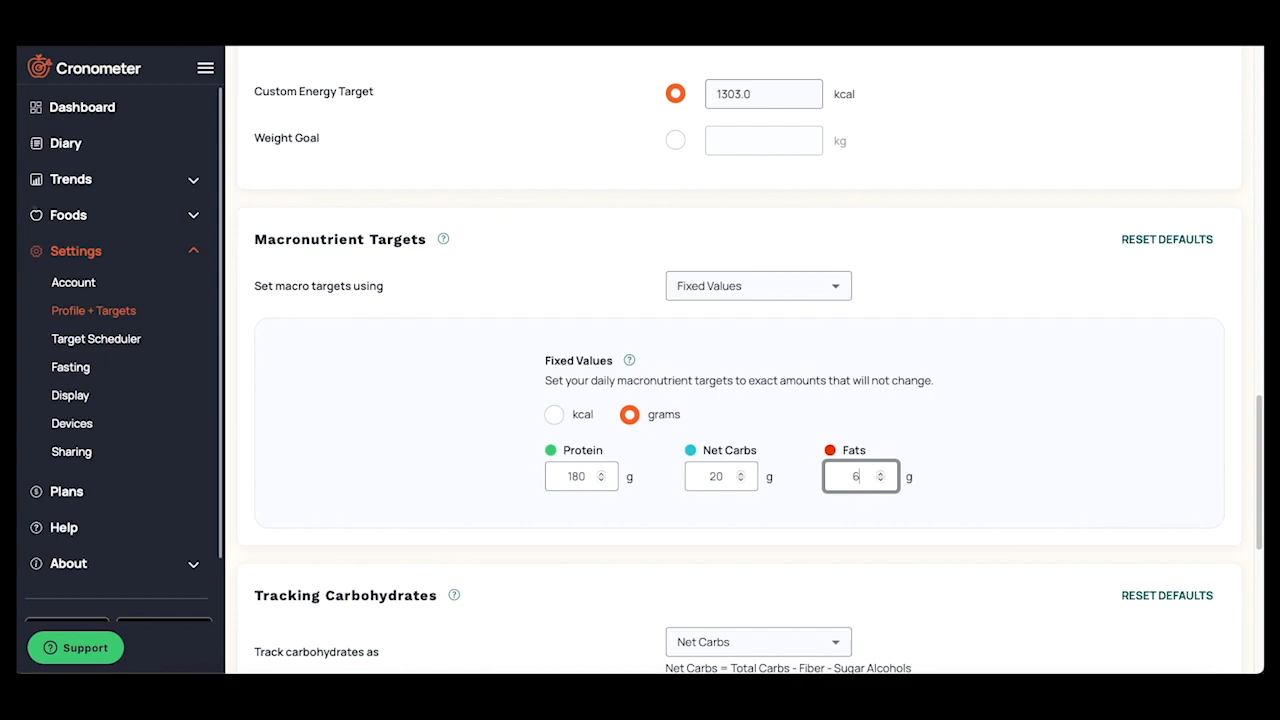 Cronometer
Dashboard
Diary
Trends
Foods
Settings
Account
Profile + Targets
Target Scheduler
Fasting
Display
Devices
Sharing
Plans
Help
About
Support
Custom Energy Target
1303.0 kcal
Weight Goal
kg
Macronutrient Targets ?
RESET DEFAULTS
Set macro targets using
Fixed Values
Fixed Values ?
Set your daily macronutrient targets to exact amounts that will not change.
kcal grams
Protein Net Carbs Fats
180 g 20 g 6 g
Tracking Carbohydrates ?
RESET DEFAULTS
Track carbohydrates as
Net Carbs
Net Carbs = Total Carbs - Fiber - Sugar Alcohols